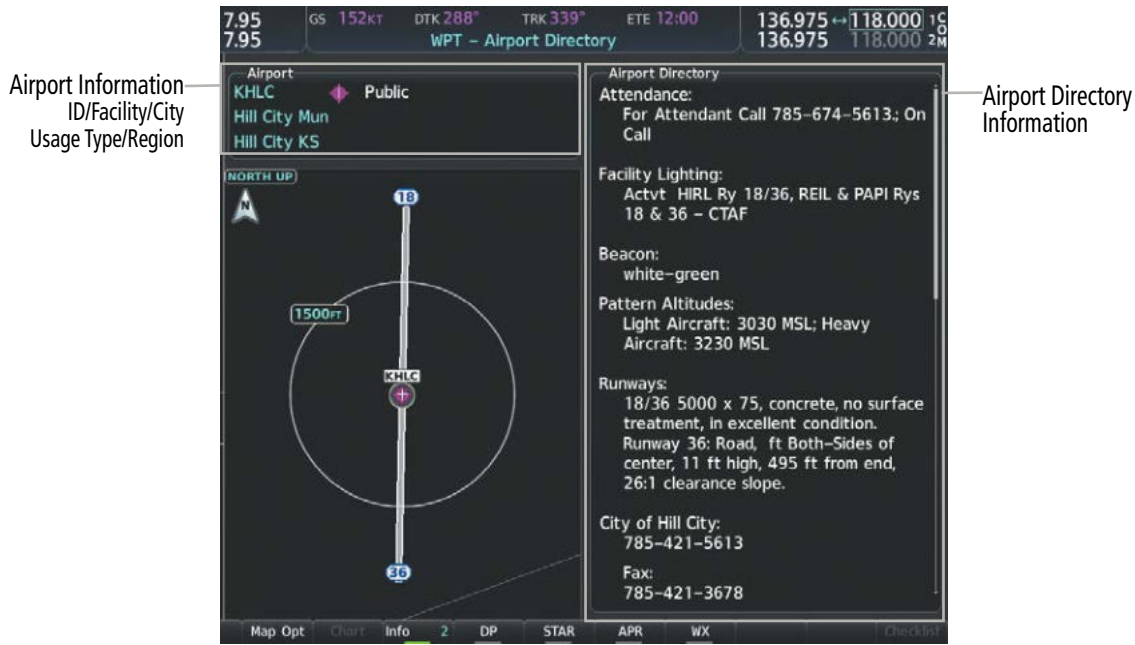 7.95
7.95
GS 152KT DTK 288° TRK 339° ETE 12:00
WPT – Airport Directory
136.975 ↔ 118.000 1
136.975 118.000 2
COM
Airport Information
ID/Facility/City
Usage Type/Region
Airport
KHLC Public
Hill City Mun
Hill City KS
NORTH UP
N
18
1500FT
KHLC
36
Airport Directory
Attendance:
For Attendant Call 785–674–5613.; On
Call
Facility Lighting:
Actvt HIRL Ry 18/36, REIL & PAPI Rys
18 & 36 – CTAF
Beacon:
white–green
Pattern Altitudes:
Light Aircraft: 3030 MSL; Heavy
Aircraft: 3230 MSL
Runways:
18/36 5000 x 75, concrete, no surface
treatment, in excellent condition.
Runway 36: Road, ft Both–Sides of
center, 11 ft high, 495 ft from end,
26:1 clearance slope.
City of Hill City:
785–421–5613
Fax:
785–421–3678
Airport Directory
Information
Map Opt Chart Info 2 DP STAR APR WX Checklist